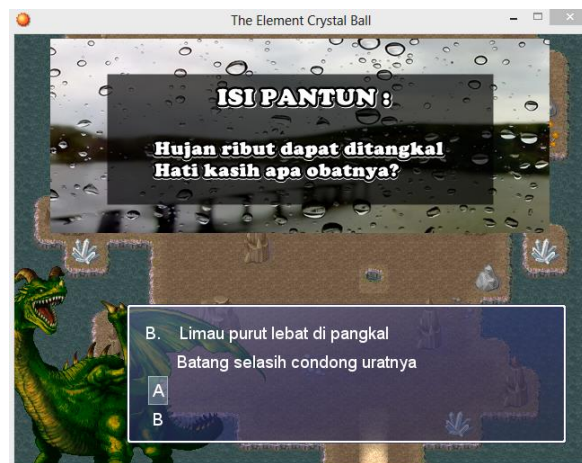 The Element Crystal Ball
ISI PANTUN :
Hujan ribut dapat ditangkal
Hati kasih apa obatnya?
B. Limau purut lebat di pangkal
Batang selasih condong uratnya
A
B